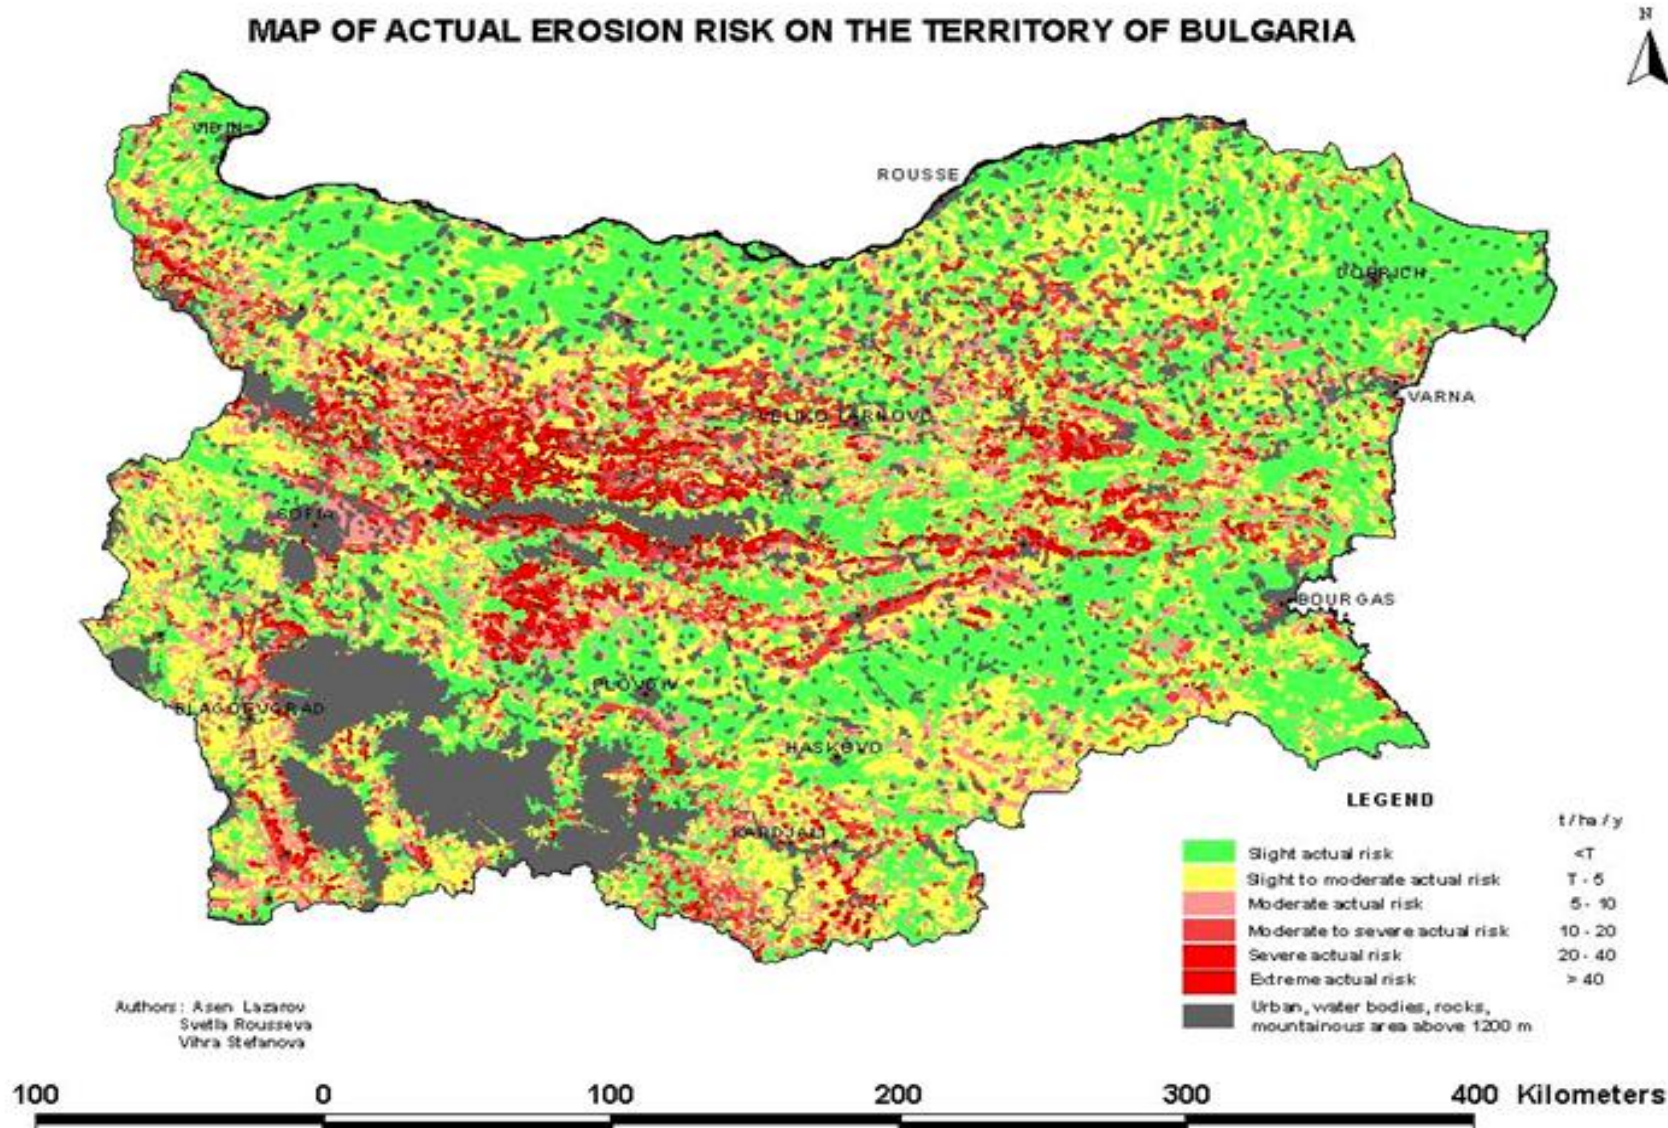 MAP OF ACTUAL EROSION RISK ON THE TERRITORY OF BULGARIA
N
VIDIN
ROUSSE
DOBRICH
VARNA
VELIKO TARNOVO
SOFIA
BOURGAS
PLOVDIV
BLAGOEVGRAD
HASKOVO
KARDJALI
LEGEND
t / ha / y
Slight actual risk <T
Slight to moderate actual risk T - 5
Moderate actual risk 5 - 10
Moderate to severe actual risk 10 - 20
Severe actual risk 20 - 40
Extreme actual risk > 40
Urban, water bodies, rocks,
mountainous area above 1200 m
Authors: Asen Lazarov
Svetla Rousseva
Vihra Stefanova
100 0 100 200 300 400 Kilometers